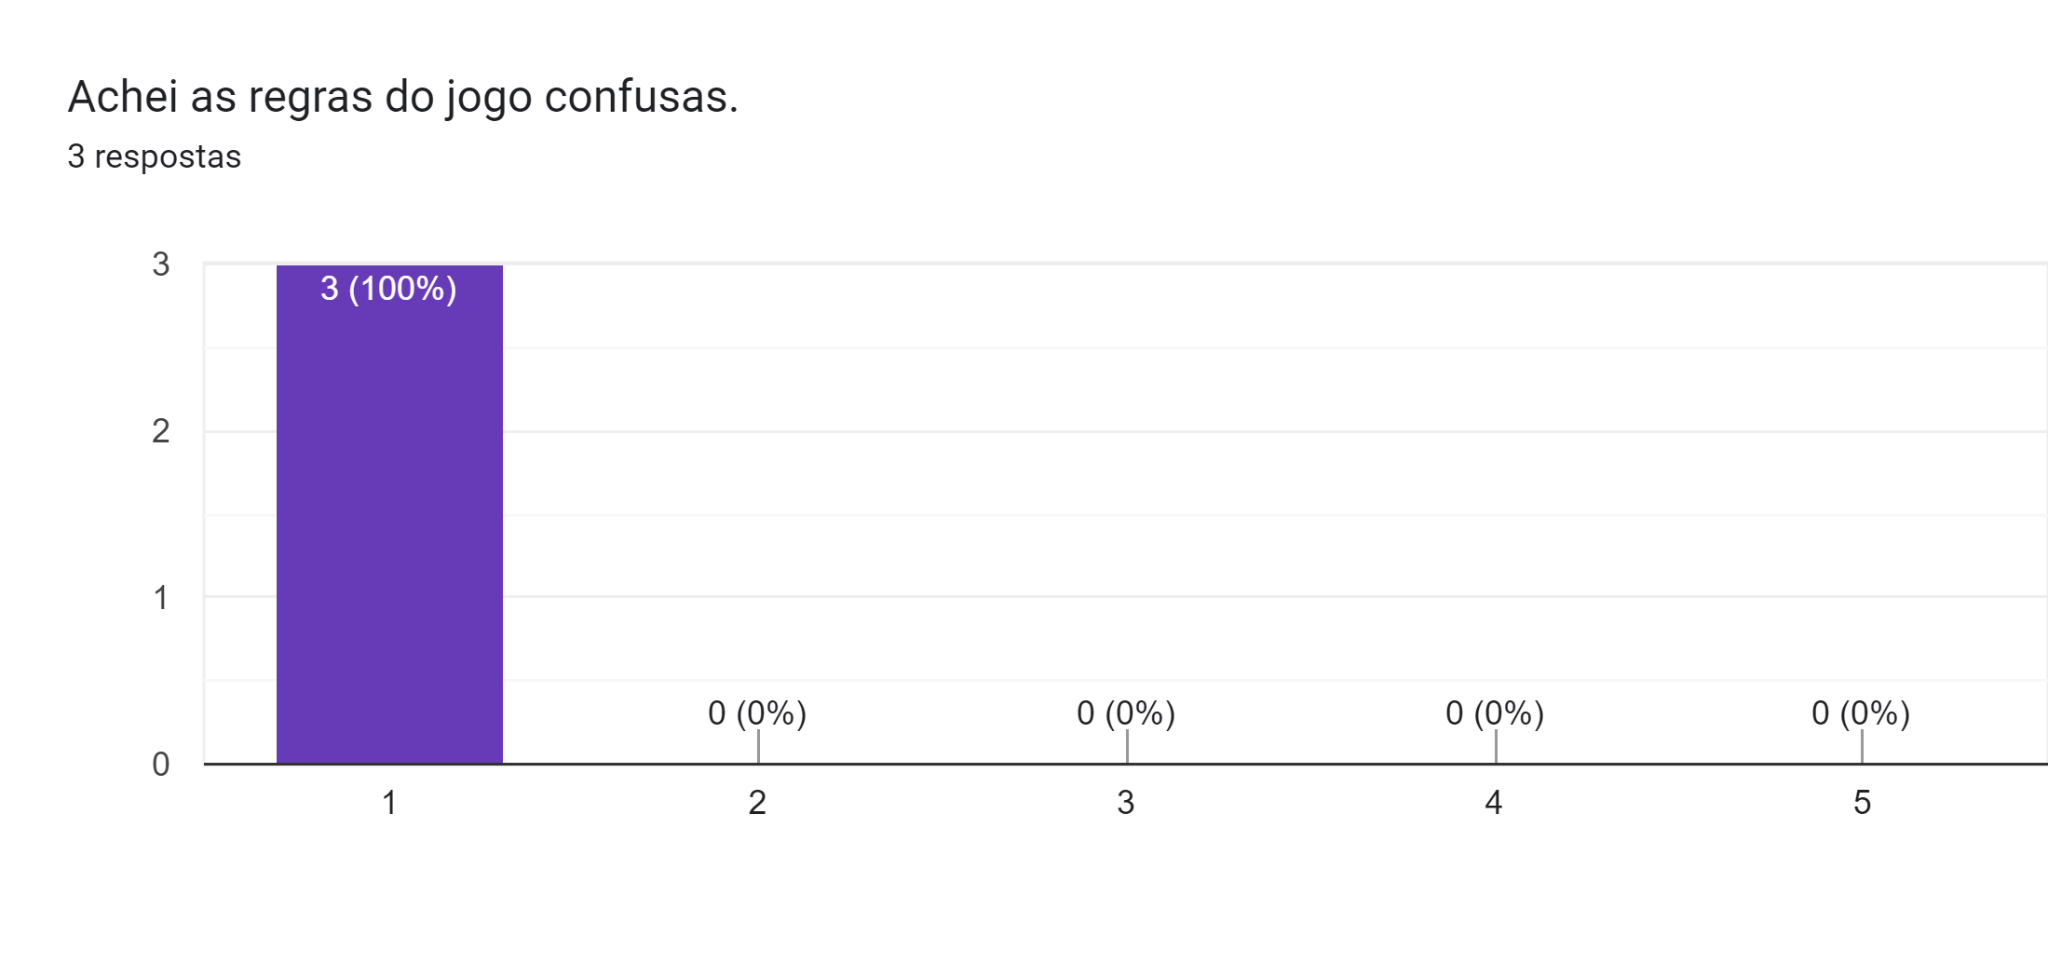 Achei as regras do jogo confusas.
3 respostas
3
3 (100%)
2
1
0 (0%) 0 (0%) 0 (0%) 0 (0%)
0
1 2 3 4 5